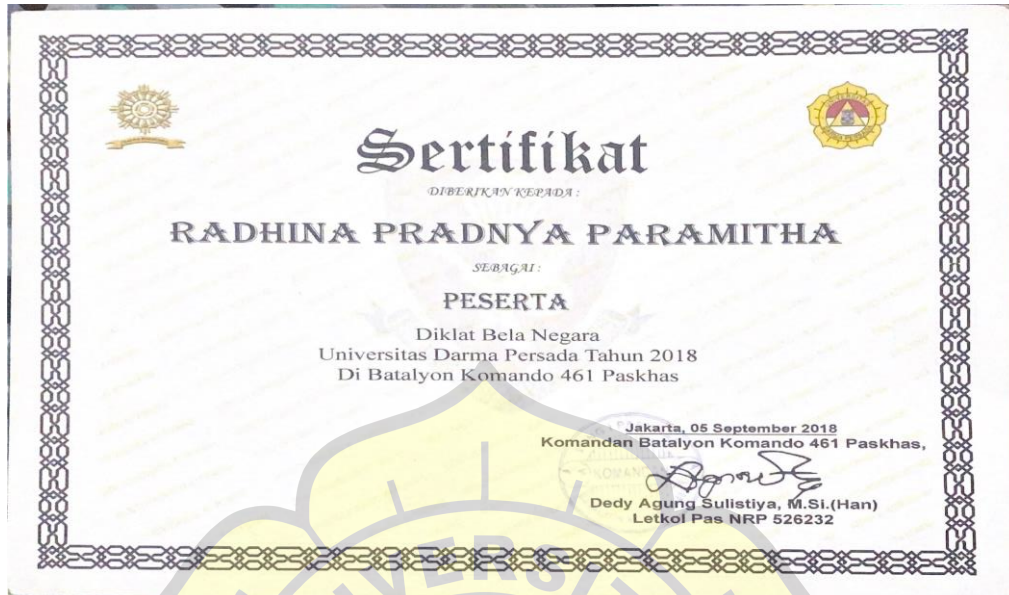 Sertifikat
DIBERIKAN KEPADA :
RADHINA PRADNYA PARAMITHA
SEBAGAI :
PESERTA
Diklat Bela Negara
Universitas Darma Persada Tahun 2018
Di Batalyon Komando 461 Paskhas
Jakarta, 05 September 2018
Komandan Batalyon Komando 461 Paskhas,
KOMAND
Dedy Agung Sulistiya, M.Si.(Han)
Letkol Pas NRP 526232
VERS